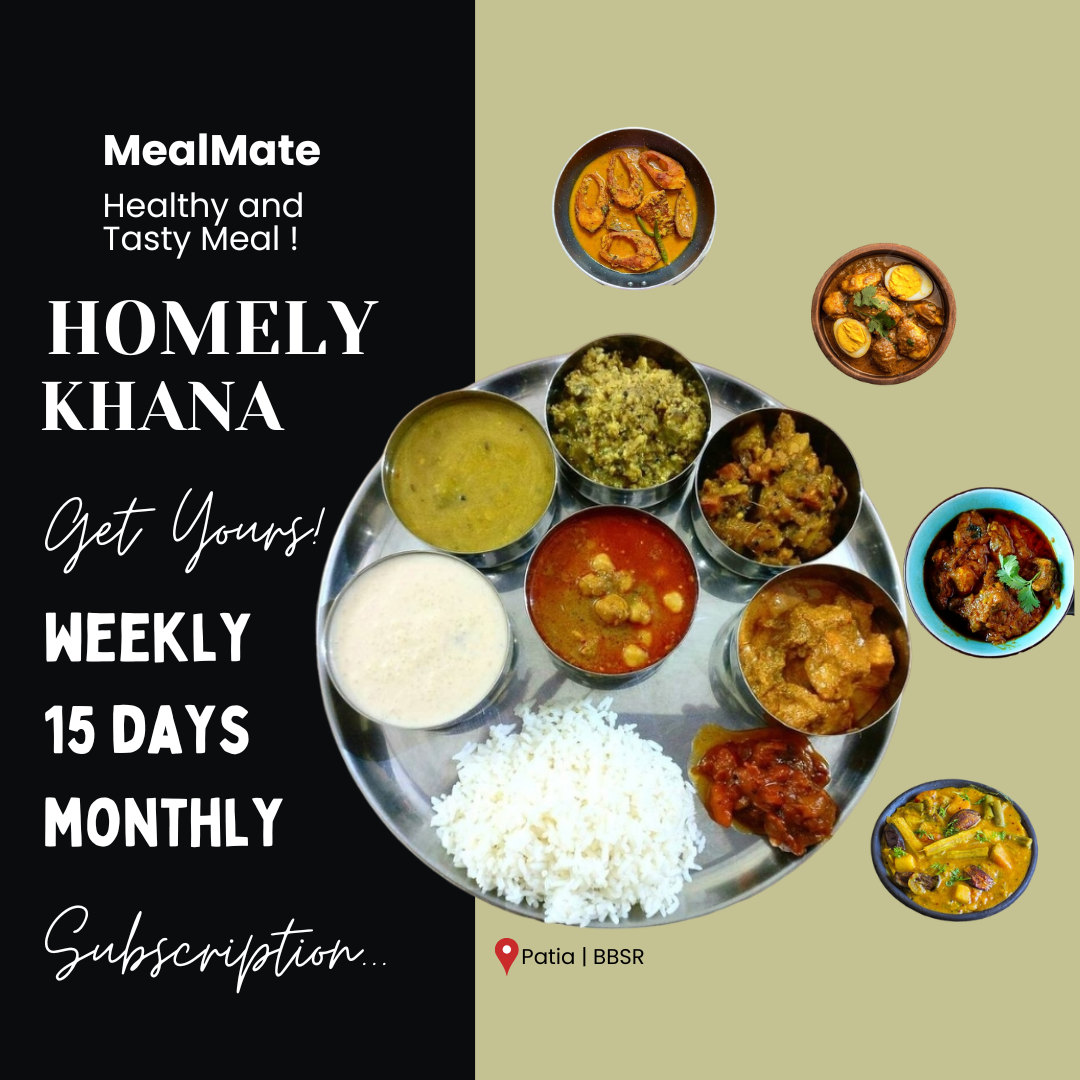 MealMate
Healthy and
Tasty Meal !
HOMELY
KHANA
Get Yours!
WEEKLY
15 DAYS
MONTHLY
Subscription...
Patia | BBSR